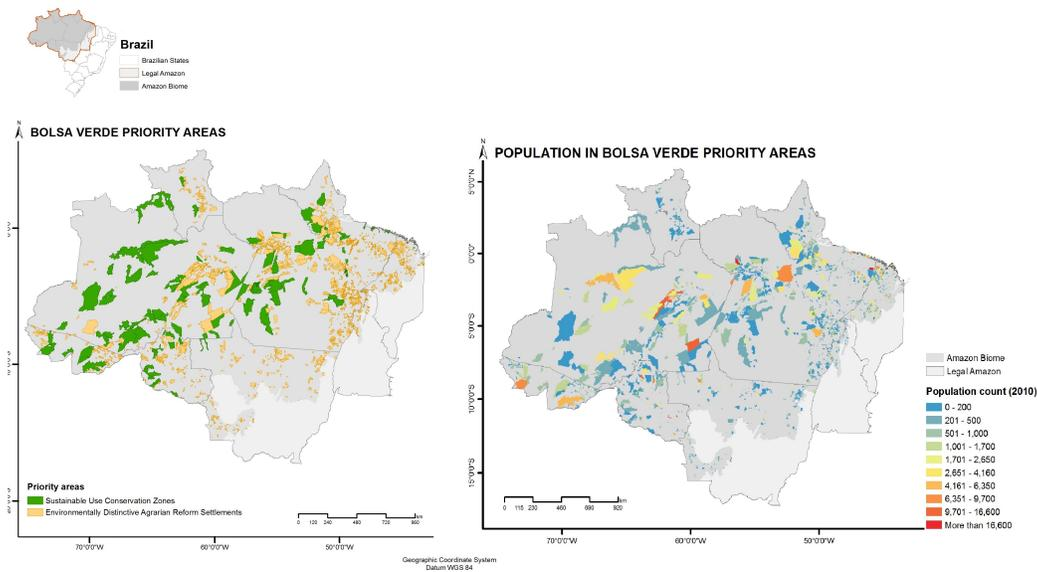 Brazil
Brazilian States
Legal Amazon
Amazon Biome
N
BOLSA VERDE PRIORITY AREAS
Priority areas
Sustainable Use Conservation Zones
Environmentally Distinctive Agrarian Reform Settlements
0 120 240 480 720 960 km
70°0'0"W 60°0'0"W 50°0'0"W
N
POPULATION IN BOLSA VERDE PRIORITY AREAS
5°0'0"N
0°0'0"
5°0'0"S
10°0'0"S
15°0'0"S
Amazon Biome
Legal Amazon
Population count (2010)
0 - 200
201 - 500
501 - 1,000
1,001 - 1,700
1,701 - 2,650
2,651 - 4,160
4,161 - 6,350
6,351 - 9,700
9,701 - 16,600
More than 16,600
0 115 230 460 690 920 km
70°0'0"W 60°0'0"W 50°0'0"W
Geographic Coordinate System
Datum WGS 84